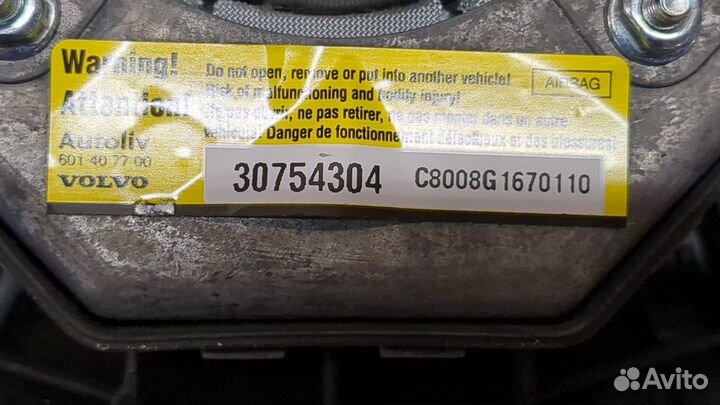 Warning!
Attention!
Autoliv
601 40 77 00
VOLVO
Do not open, remove or put into another vehicle!
Risk of malfunctioning and bodily injury!
Ne pas ouvrir, ne pas retirer, ne pas monter dans un autre
vehicule! Danger de fonctionnement défectueux et des blessures!
AIRBAG
30754304 C8008G1670110
Avito